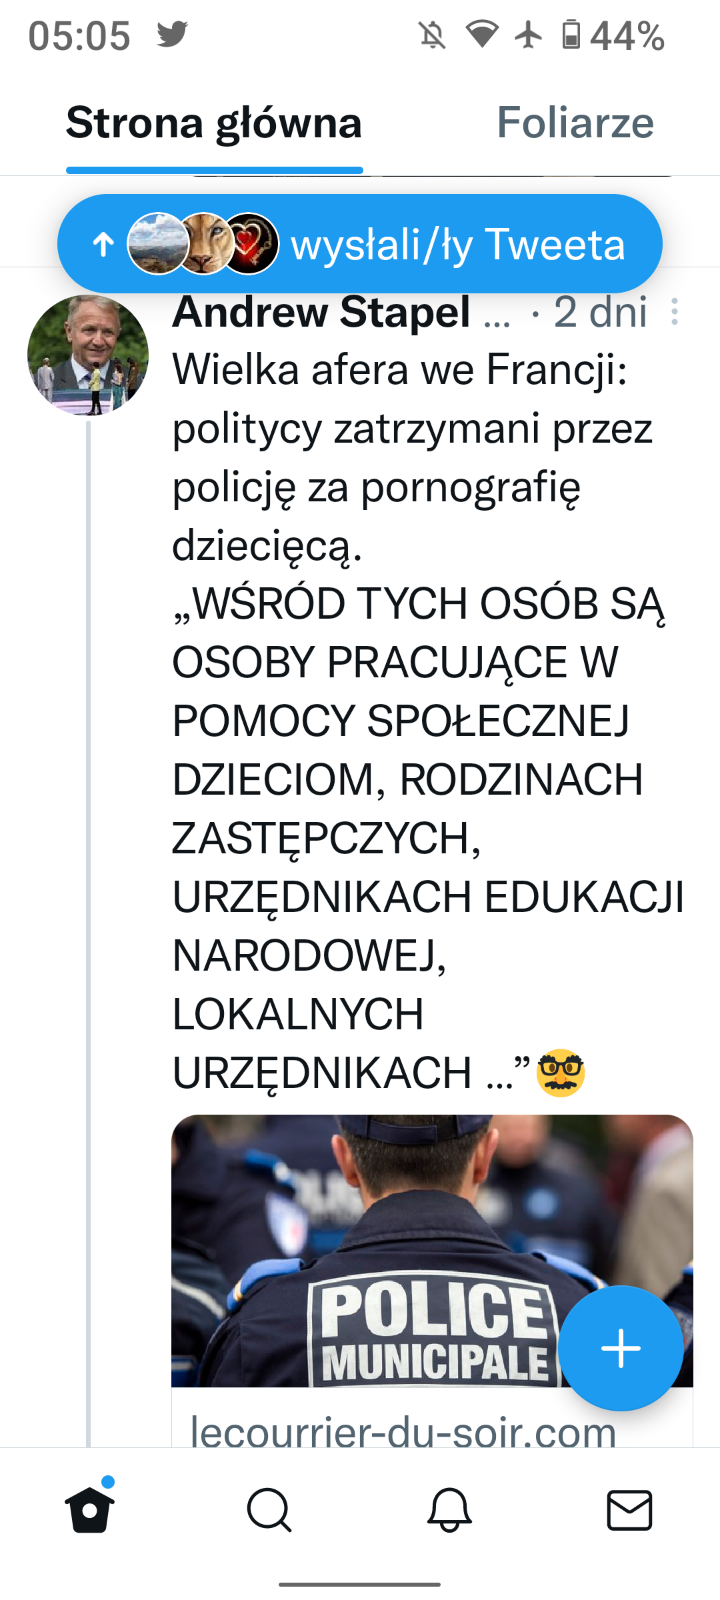 05:05 44%
Strona główna Foliarze
wysłali/ły Tweeta
Andrew Stapel ... · 2 dni
Wielka afera we Francji:
politycy zatrzymani przez
policję za pornografię
dziecięcą.
„WŚRÓD TYCH OSÓB SĄ
OSOBY PRACUJĄCE W
POMOCY SPOŁECZNEJ
DZIECIOM, RODZINACH
ZASTĘPCZYCH,
URZĘDNIKACH EDUKACJI
NARODOWEJ,
LOKALNYCH
URZĘDNIKACH ...”🥸
POLICE
MUNICIPALE
lecourrier-du-soir.com